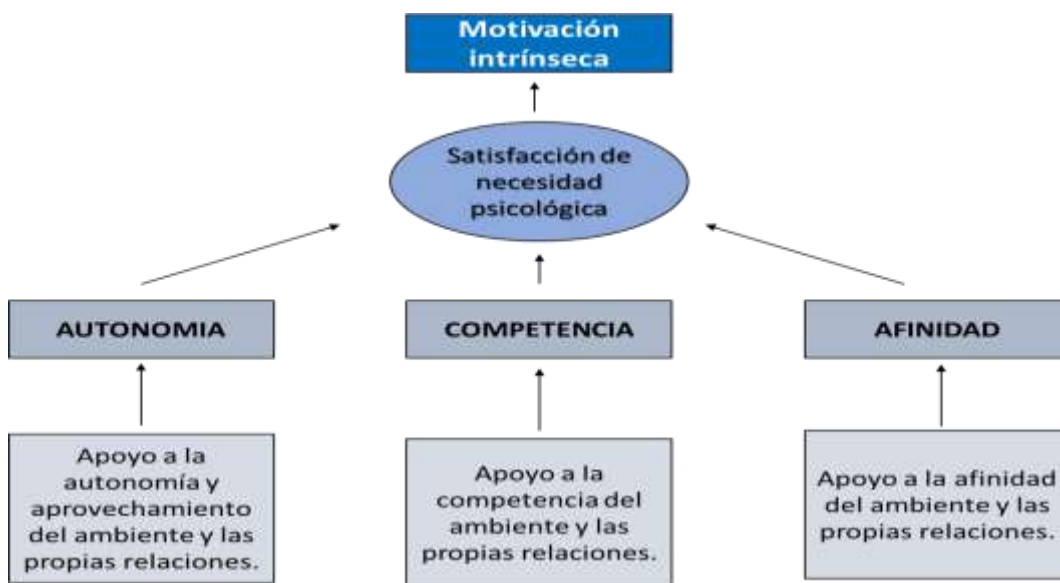 Motivación
intrínseca
Satisfacción de
necesidad
psicológica
AUTONOMIA
COMPETENCIA
AFINIDAD
Apoyo a la
autonomía y
aprovechamiento
del ambiente y las
propias relaciones.
Apoyo a la
competencia del
ambiente y las
propias relaciones.
Apoyo a la afinidad
del ambiente y las
propias relaciones.